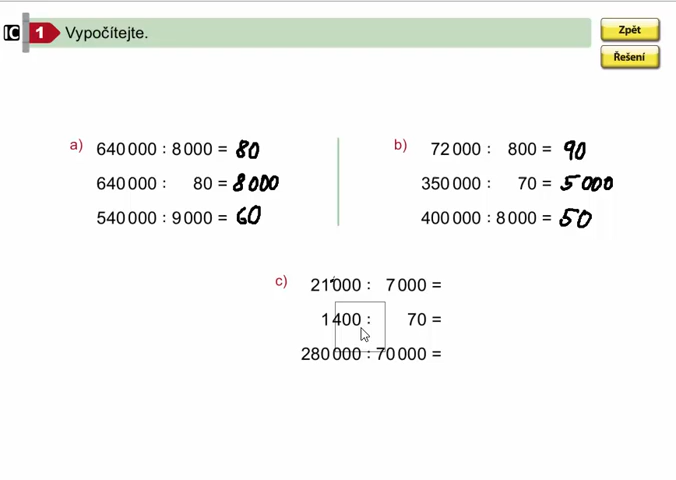 IC 1 Vypočítejte.
Zpět
Řešení
a) 640 000 : 8 000 = 80
640 000 : 80 = 8 000
540 000 : 9 000 = 60
b) 72 000 : 800 = 90
350 000 : 70 = 5 000
400 000 : 8 000 = 50
c) 21 000 : 7 000 =
1 400 : 70 =
280 000 : 70 000 =